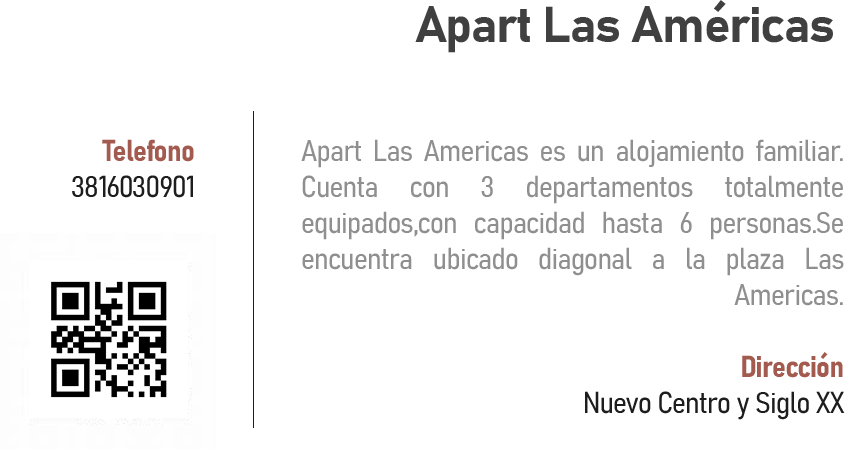 Apart Las Américas
Telefono
3816030901
Apart Las Americas es un alojamiento familiar.
Cuenta con 3 departamentos totalmente
equipados,con capacidad hasta 6 personas.Se
encuentra ubicado diagonal a la plaza Las
Americas.
Dirección
Nuevo Centro y Siglo XX